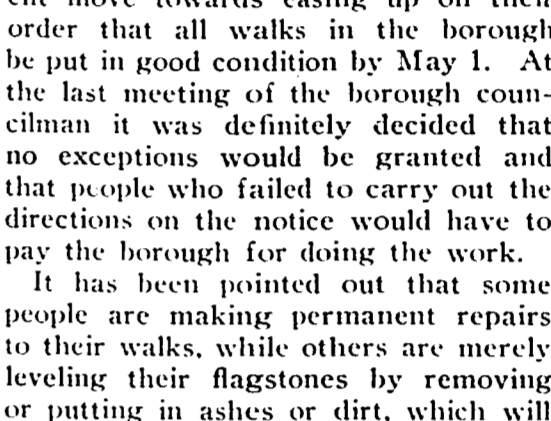 ent move towards easing up on their
order that all walks in the borough
be put in good condition by May 1. At
the last meeting of the borough coun-
cilman it was definitely decided that
no exceptions would be granted and
that people who failed to carry out the
directions on the notice would have to
pay the borough for doing the work.
It has been pointed out that some
people are making permanent repairs
to their walks, while others are merely
leveling their flagstones by removing
or putting in ashes or dirt, which will